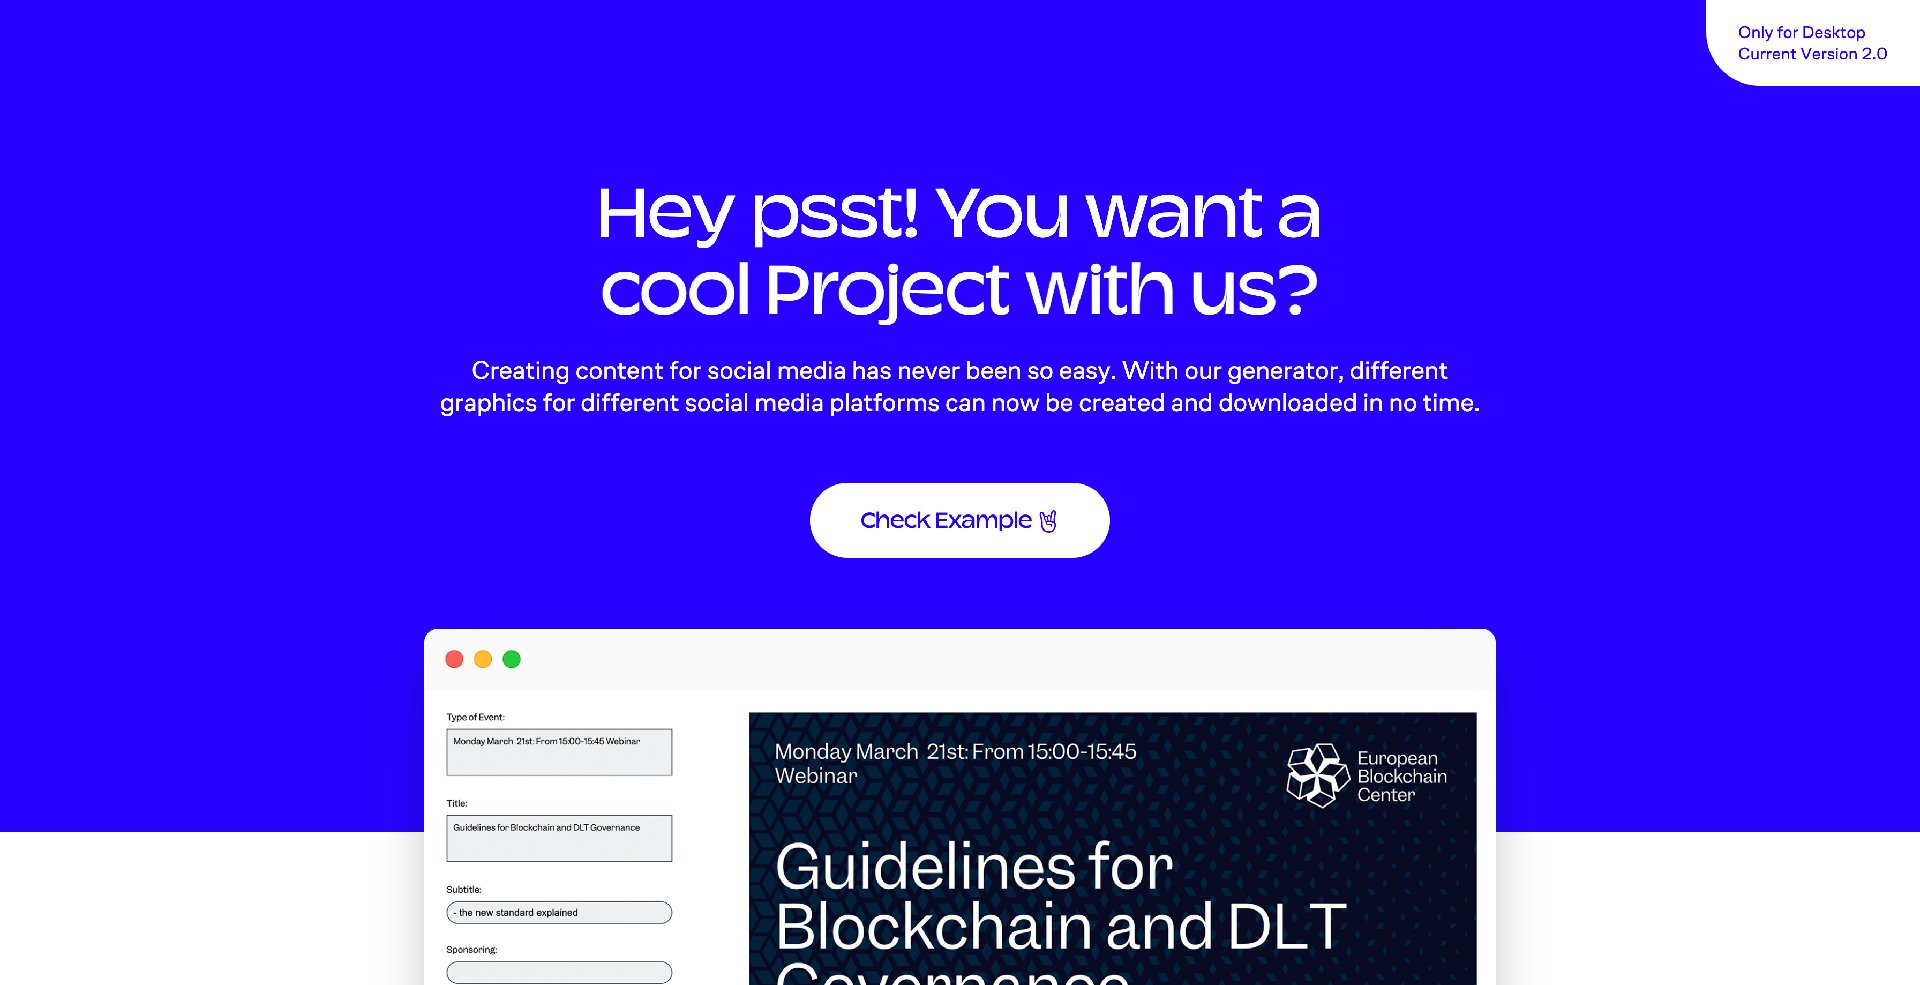 Only for Desktop
Current Version 2.0
Hey psst! You want a
cool Project with us?
Creating content for social media has never been so easy. With our generator, different
graphics for different social media platforms can now be created and downloaded in no time.
Check Example 🤘
Type of Event:
Monday March 21st: From 15:00-15:45 Webinar
Title:
Guidelines for Blockchain and DLT Governance
Subtitle:
- the new standard explained
Sponsoring:
Monday March 21st: From 15:00-15:45
Webinar
European
Blockchain
Center
Guidelines for
Blockchain and DLT
Governance